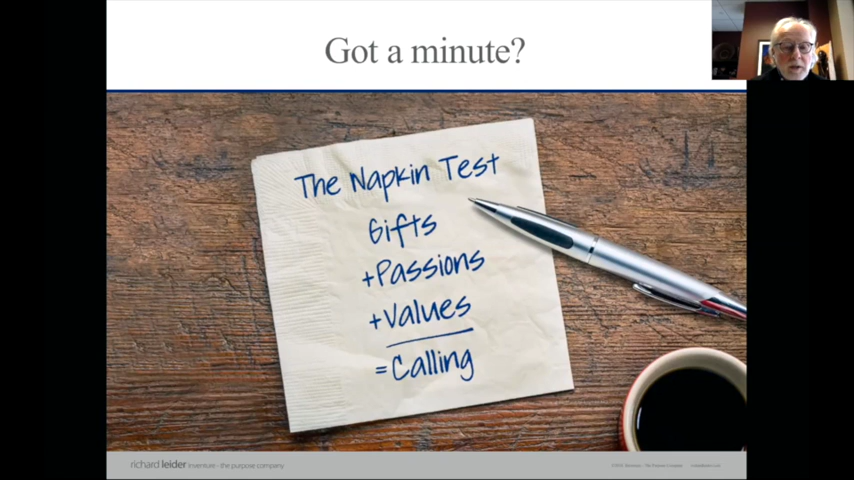 Got a minute?
The Napkin Test
Gifts
+Passions
+Values
=Calling
richard leider inventure - the purpose company